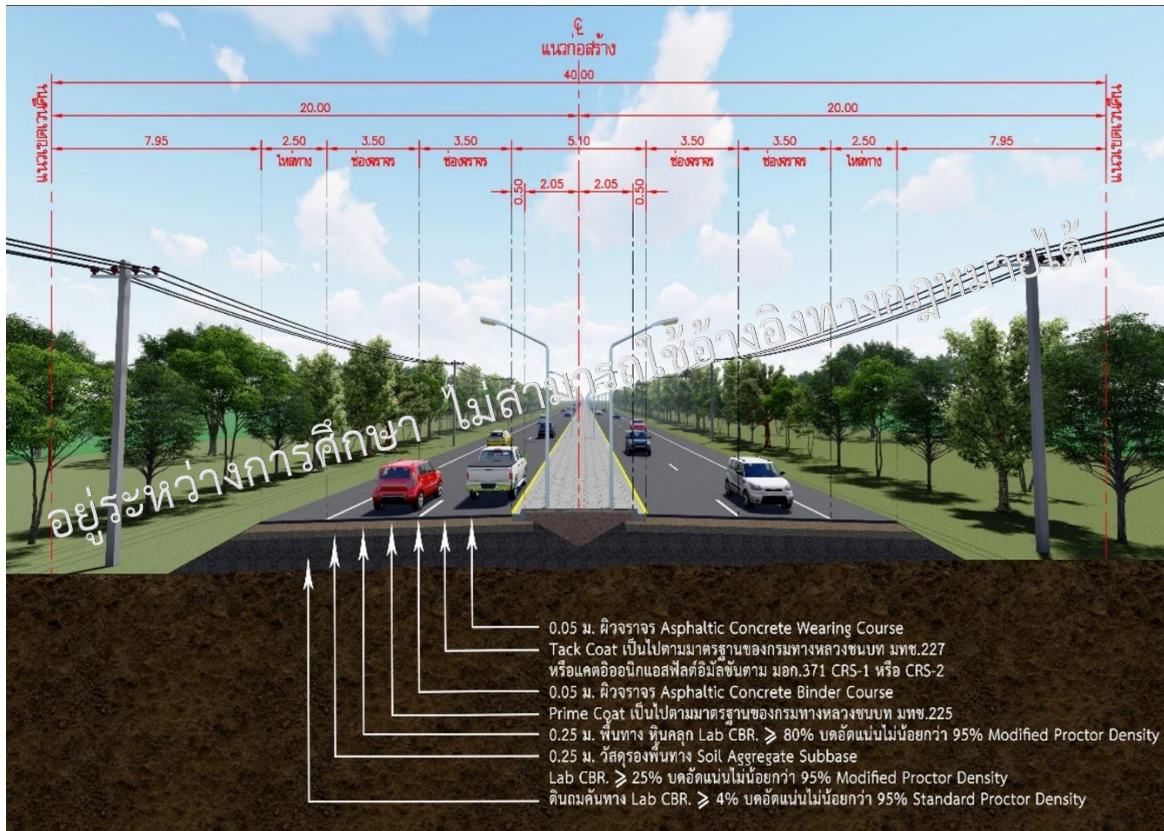 ℄
แนวก่อสร้าง
40.00
20.00 20.00
7.95 2.50 3.50 3.50 5.10 3.50 3.50 2.50 7.95
ไหล่ทาง ช่องจราจร ช่องจราจร ช่องจราจร ช่องจราจร ไหล่ทาง
0.50 2.05 2.05 0.50
แนวเขตเวนคืน
แนวเขตเวนคืน
อยู่ระหว่างการศึกษา ไม่สามารถใช้อ้างอิงทางกฎหมายได้
0.05 ม. ผิวจราจร Asphaltic Concrete Wearing Course
Tack Coat เป็นไปตามมาตรฐานของกรมทางหลวงชนบท มทช.227
หรือแคตอิออนิกแอสฟัลต์อิมัลชันตาม มอก.371 CRS-1 หรือ CRS-2
0.05 ม. ผิวจราจร Asphaltic Concrete Binder Course
Prime Coat เป็นไปตามมาตรฐานของกรมทางหลวงชนบท มทช.225
0.25 ม. พื้นทาง หินคลุก Lab CBR. ⩾ 80% บดอัดแน่นไม่น้อยกว่า 95% Modified Proctor Density
0.25 ม. วัสดุรองพื้นทาง Soil Aggregate Subbase
Lab CBR. ⩾ 25% บดอัดแน่นไม่น้อยกว่า 95% Modified Proctor Density
ดินถมคันทาง Lab CBR. ⩾ 4% บดอัดแน่นไม่น้อยกว่า 95% Standard Proctor Density